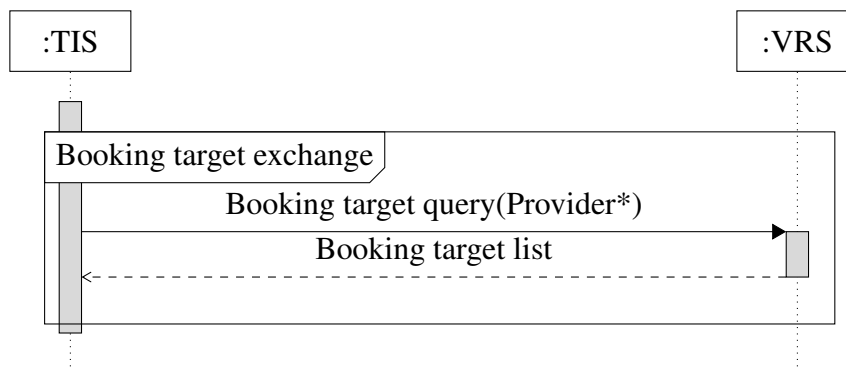 :TIS
:VRS
Booking target exchange
Booking target query(Provider*)
Booking target list